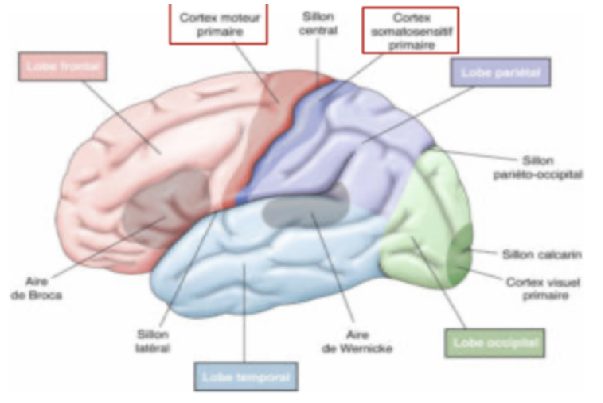 Cortex moteur
primaire
Sillon
central
Cortex
somatosensitif
primaire
Lobe frontal
Lobe pariétal
Sillon
pariéto-occipital
Sillon calcarin
Cortex visuel
primaire
Aire
de Broca
Sillon
latéral
Aire
de Wernicke
Lobe occipital
Lobe temporal